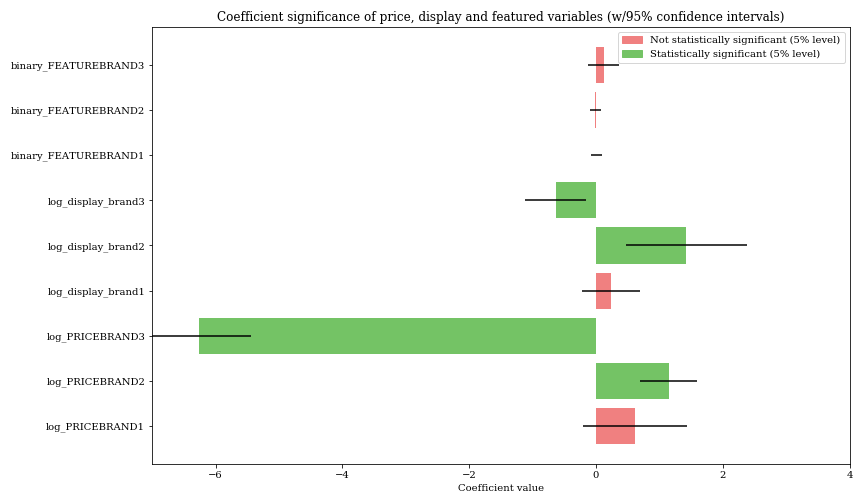 Coefficient significance of price, display and featured variables (w/95% confidence intervals)
Not statistically significant (5% level)
Statistically significant (5% level)
binary_FEATUREBRAND3
binary_FEATUREBRAND2
binary_FEATUREBRAND1
log_display_brand3
log_display_brand2
log_display_brand1
log_PRICEBRAND3
log_PRICEBRAND2
log_PRICEBRAND1
−6 −4 −2 0 2 4
Coefficient value